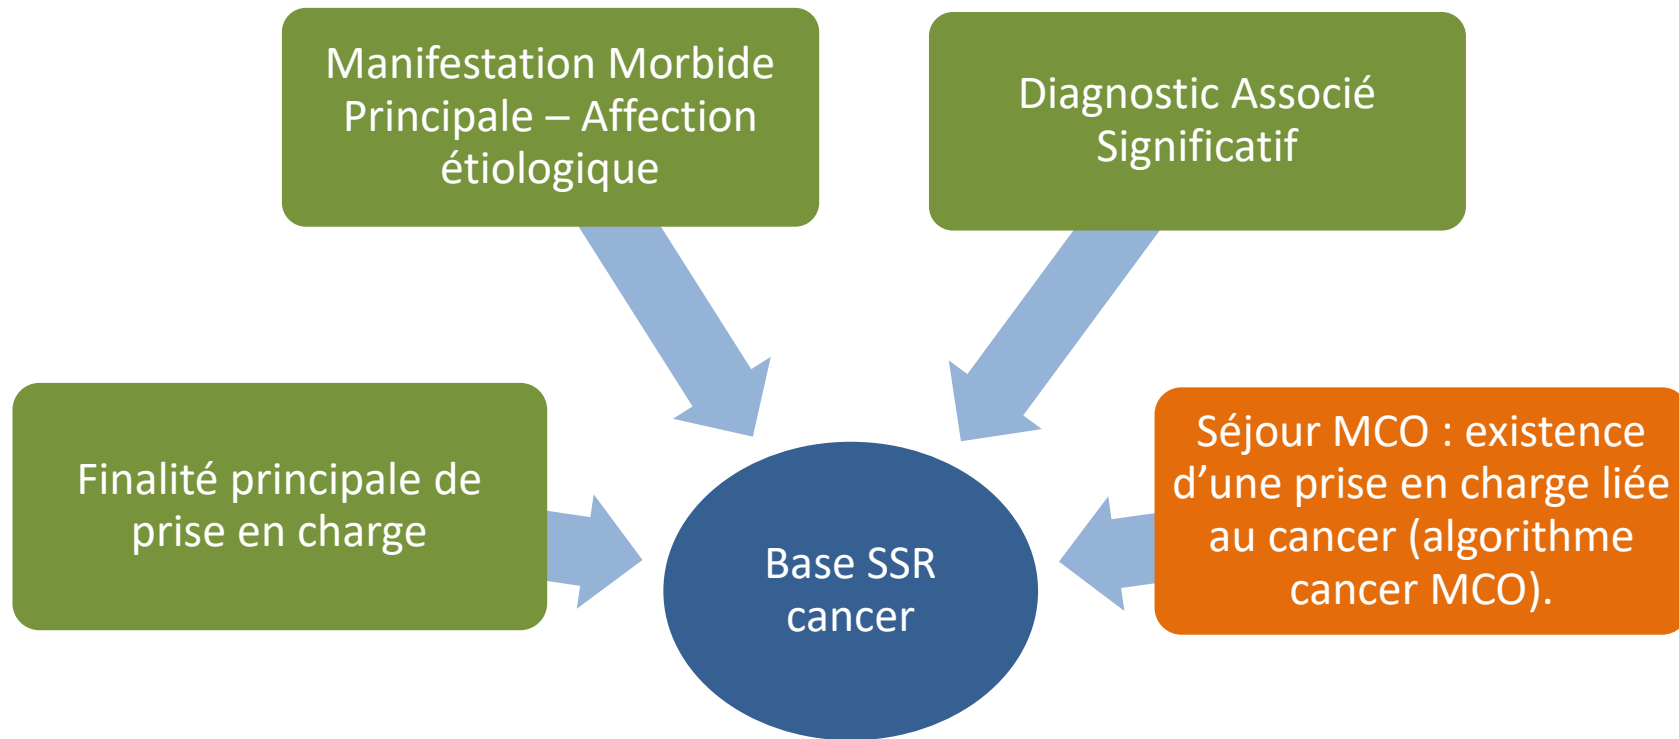 Manifestation Morbide
Principale – Affection
étiologique
Diagnostic Associé
Significatif
Finalité principale de
prise en charge
Séjour MCO : existence
d’une prise en charge liée
au cancer (algorithme
cancer MCO).
Base SSR
cancer